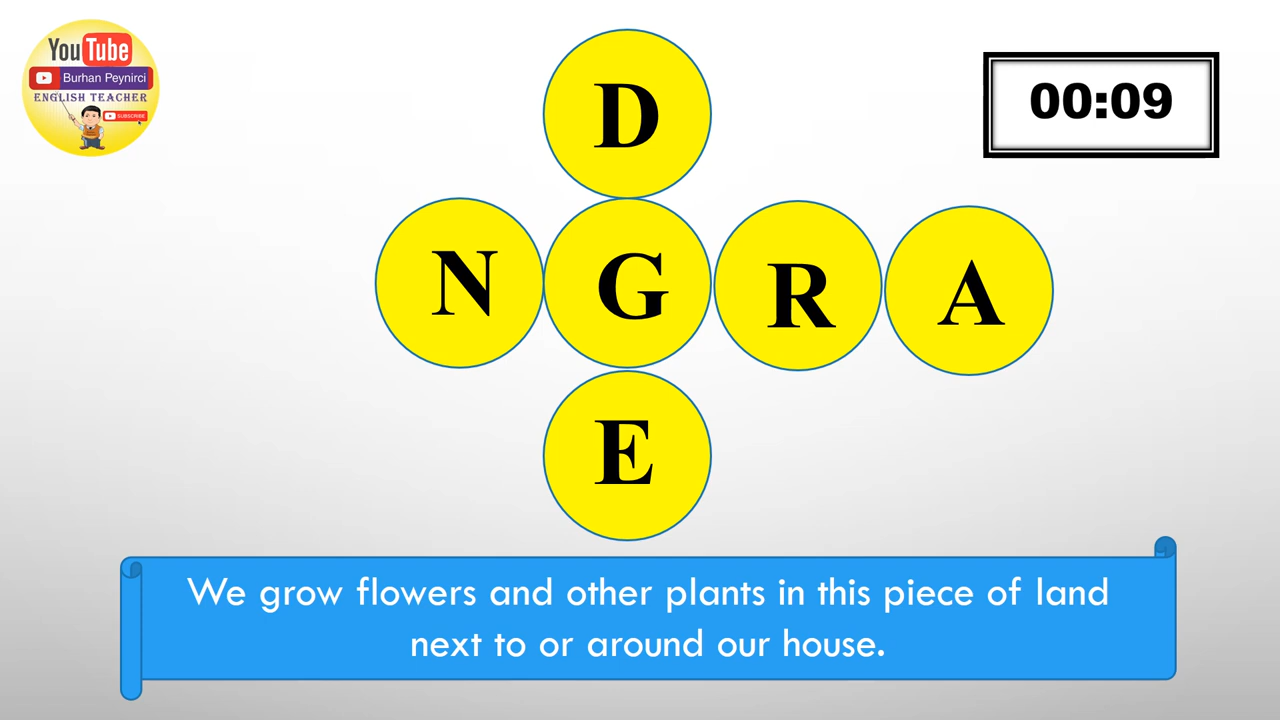 YouTube
Burhan Peynirci
ENGLISH TEACHER
SUBSCRIBE
00:09
D
N G R A
E
We grow flowers and other plants in this piece of land
next to or around our house.